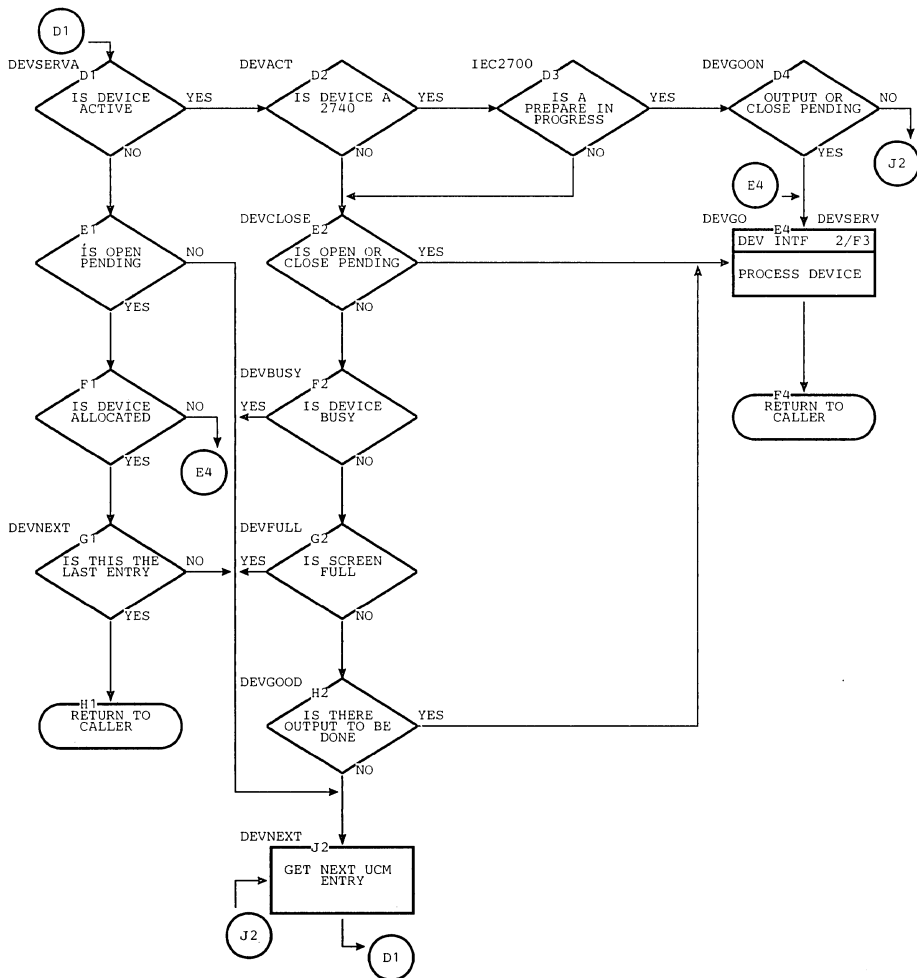 D1
DEVSERVA
D1
IS DEVICE
ACTIVE
YES
NO
DEVACT
D2
IS DEVICE A
2740
YES
NO
IEC2700
D3
IS A
PREPARE IN
PROGRESS
YES
NO
DEVGOON
D4
OUTPUT OR
CLOSE PENDING
NO
YES
J2
E4
E1
IS OPEN
PENDING
NO
YES
DEVCLOSE
E2
IS OPEN OR
CLOSE PENDING
YES
NO
DEVGO
DEVSERV
E4
DEV INTF 2/F3
PROCESS DEVICE
F1
IS DEVICE
ALLOCATED
NO
YES
E4
DEVBUSY
F2
YES
IS DEVICE
BUSY
NO
F4
RETURN TO
CALLER
DEVNEXT
G1
IS THIS THE
LAST ENTRY
NO
YES
DEVFULL
G2
YES
IS SCREEN
FULL
NO
H1
RETURN TO
CALLER
DEVGOOD
H2
IS THERE
OUTPUT TO BE
DONE
YES
NO
DEVNEXT
J2
GET NEXT UCM
ENTRY
J2
D1